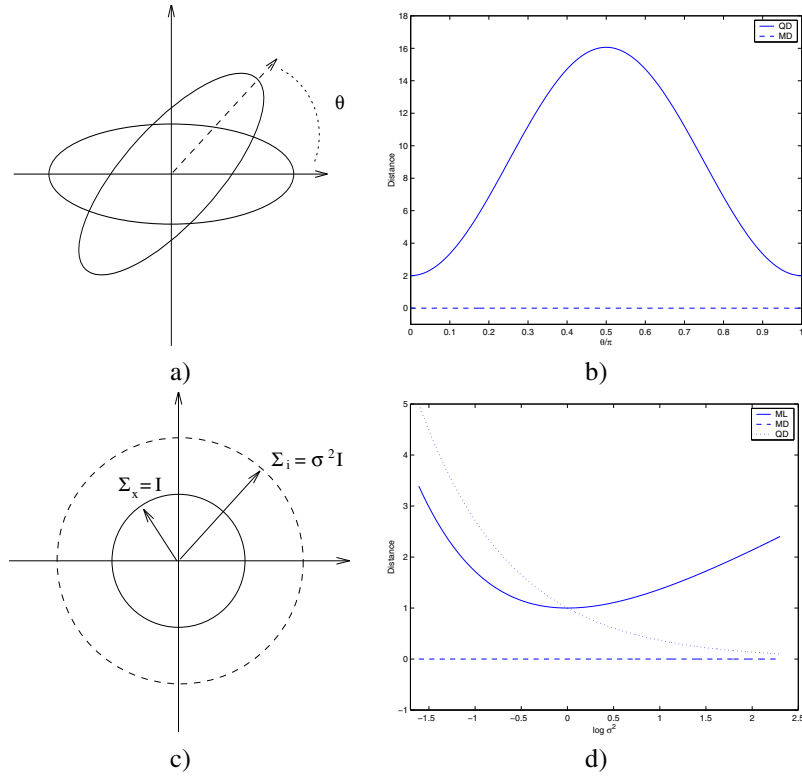 θ
a)
18
16
14
12
10
8
6
4
2
0
Distance
QD
MD
0 0.1 0.2 0.3 0.4 0.5 0.6 0.7 0.8 0.9 1
θ/π
b)
Σx = I
Σi = σ²I
c)
5
4
3
2
1
0
−1
Distance
ML
MD
QD
−1.5 −1 −0.5 0 0.5 1 1.5 2 2.5
log σ²
d)